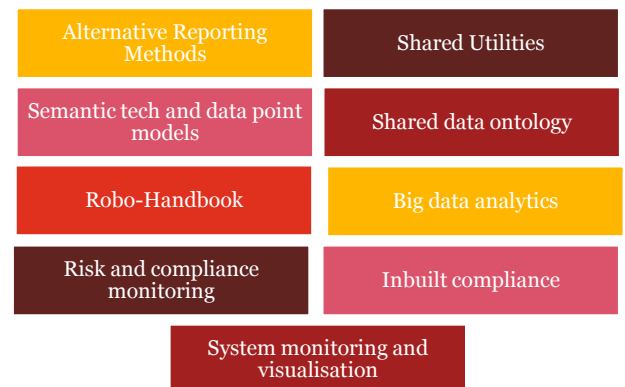 Alternative Reporting
Methods
Shared Utilities
Semantic tech and data point
models
Shared data ontology
Robo-Handbook
Big data analytics
Risk and compliance
monitoring
Inbuilt compliance
System monitoring and
visualisation